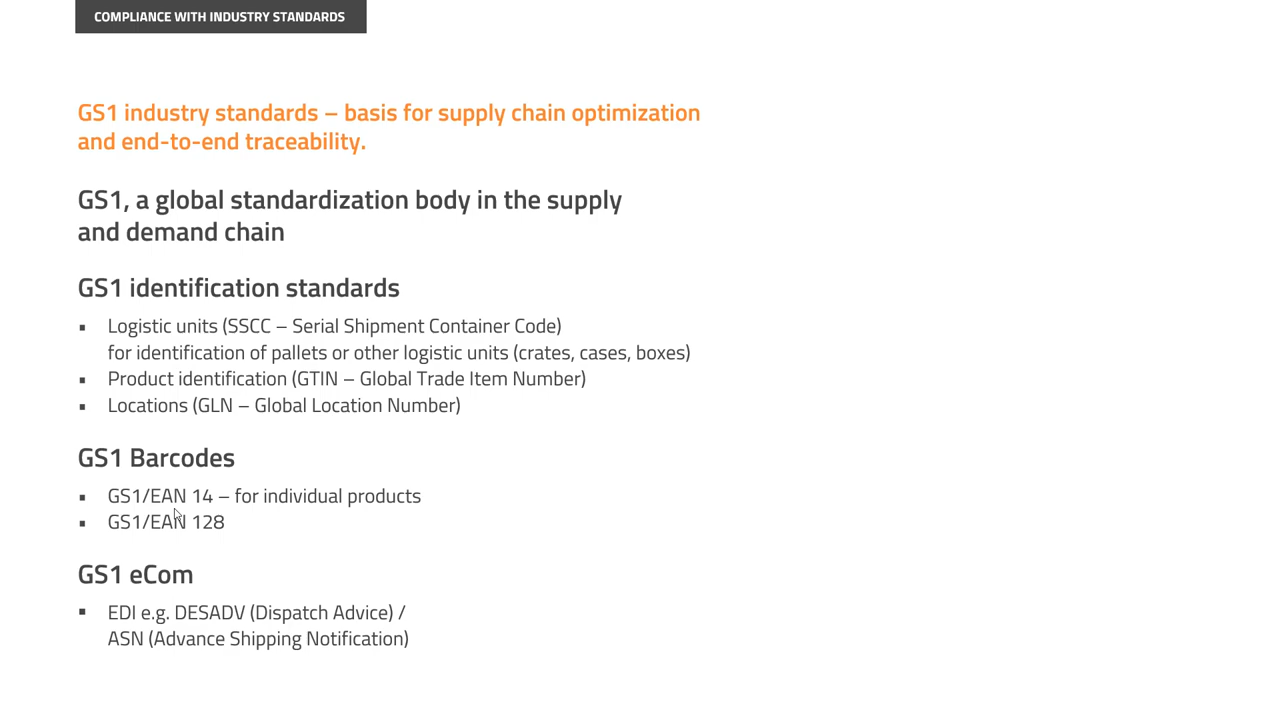 COMPLIANCE WITH INDUSTRY STANDARDS
GS1 industry standards – basis for supply chain optimization
and end-to-end traceability.
GS1, a global standardization body in the supply
and demand chain
GS1 identification standards
▪ Logistic units (SSCC – Serial Shipment Container Code)
for identification of pallets or other logistic units (crates, cases, boxes)
▪ Product identification (GTIN – Global Trade Item Number)
▪ Locations (GLN – Global Location Number)
GS1 Barcodes
▪ GS1/EAN 14 – for individual products
▪ GS1/EAN 128
GS1 eCom
▪ EDI e.g. DESADV (Dispatch Advice) /
ASN (Advance Shipping Notification)